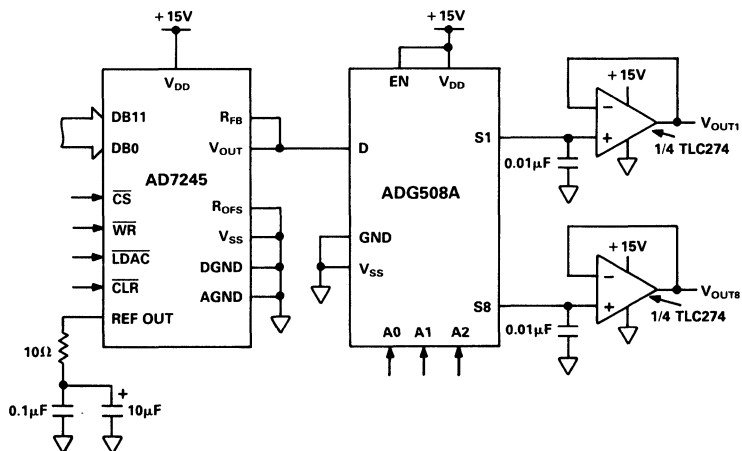 +15V
VDD
DB11
DB0
RFB
VOUT
AD7245
CS
WR
LDAC
CLR
ROFS
VSS
DGND
AGND
REF OUT
10Ω
0.1μF
+
10μF
+15V
EN
VDD
D
S1
ADG508A
GND
VSS
S8
A0 A1 A2
+15V
−
+
VOUT1
1/4 TLC274
0.01μF
+15V
−
+
VOUT8
1/4 TLC274
0.01μF